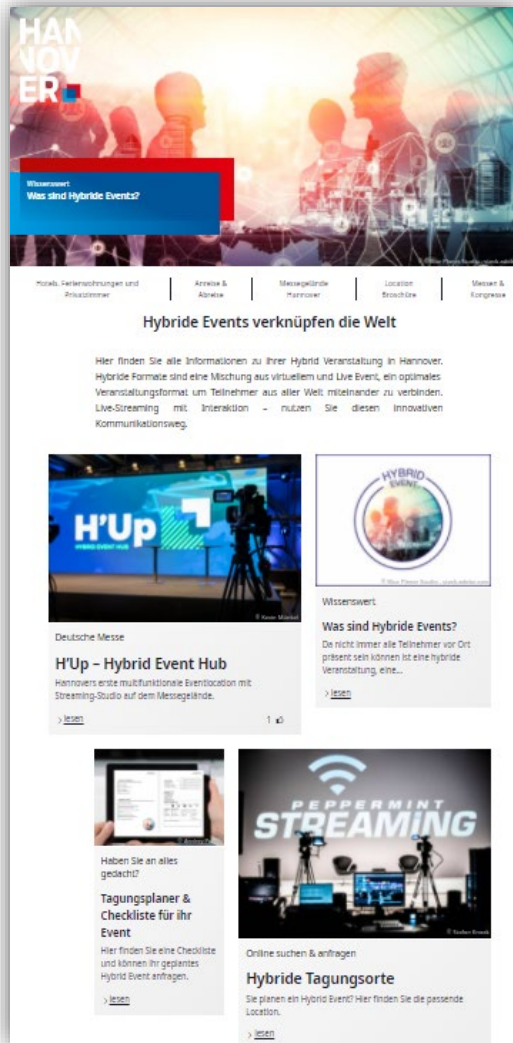 HAN
NOV
ER
Wissenswert
Was sind Hybride Events?
Hotels, Ferienwohnungen und
Privatzimmer
Anreise &
Abreise
Messegelände
Hannover
Location
Broschüre
Messen &
Kongresse
Hybride Events verknüpfen die Welt
Hier finden Sie alle Informationen zu Ihrer Hybrid Veranstaltung in Hannover.
Hybride Formate sind eine Mischung aus virtuellem und Live Event, ein optimales
Veranstaltungsformat um Teilnehmer aus aller Welt miteinander zu verbinden.
Live-Streaming mit Interaktion – nutzen Sie diesen innovativen
Kommunikationsweg.
H'Up
HYBRID EVENT HUB
Deutsche Messe
H'Up – Hybrid Event Hub
Hannovers erste multifunktionale Eventlocation mit
Streaming-Studio auf dem Messegelände.
> lesen
1
HYBRID
EVENT
Wissenswert
Was sind Hybride Events?
Da nicht immer alle Teilnehmer vor Ort
präsent sein können ist eine hybride
Veranstaltung, eine...
> lesen
Haben Sie an alles
gedacht?
Tagungsplaner &
Checkliste für ihr
Event
Hier finden Sie eine Checkliste
und können Ihr geplantes
Hybrid Event anfragen.
> lesen
PEPPERMINT
STREAMING
Online suchen & anfragen
Hybride Tagungsorte
Sie planen ein Hybrid Event? Hier finden Sie die passende
Location.
> lesen